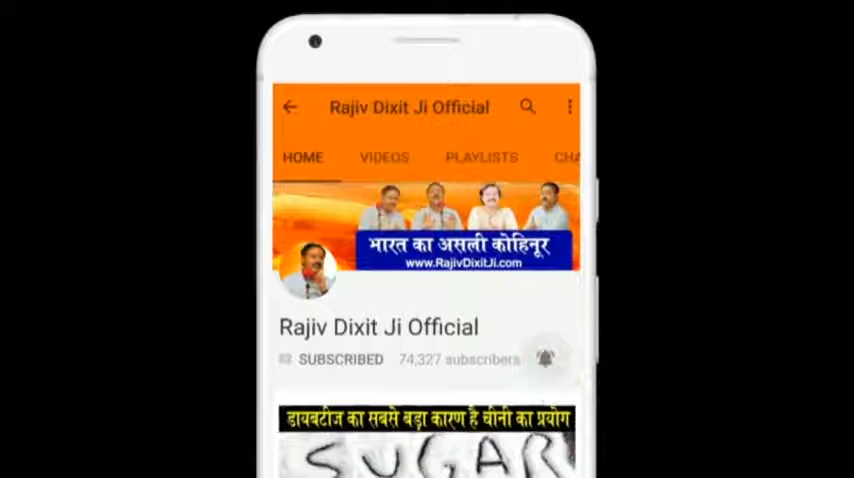 Rajiv Dixit Ji Official
HOME VIDEOS PLAYLISTS CHA
भारत का असली कोहिनूर
www.RajivDixitJi.com
Rajiv Dixit Ji Official
SUBSCRIBED 74,327 subscribers
डायबटीज का सबसे बड़ा कारण है चीनी का प्रयोग
SUGAR